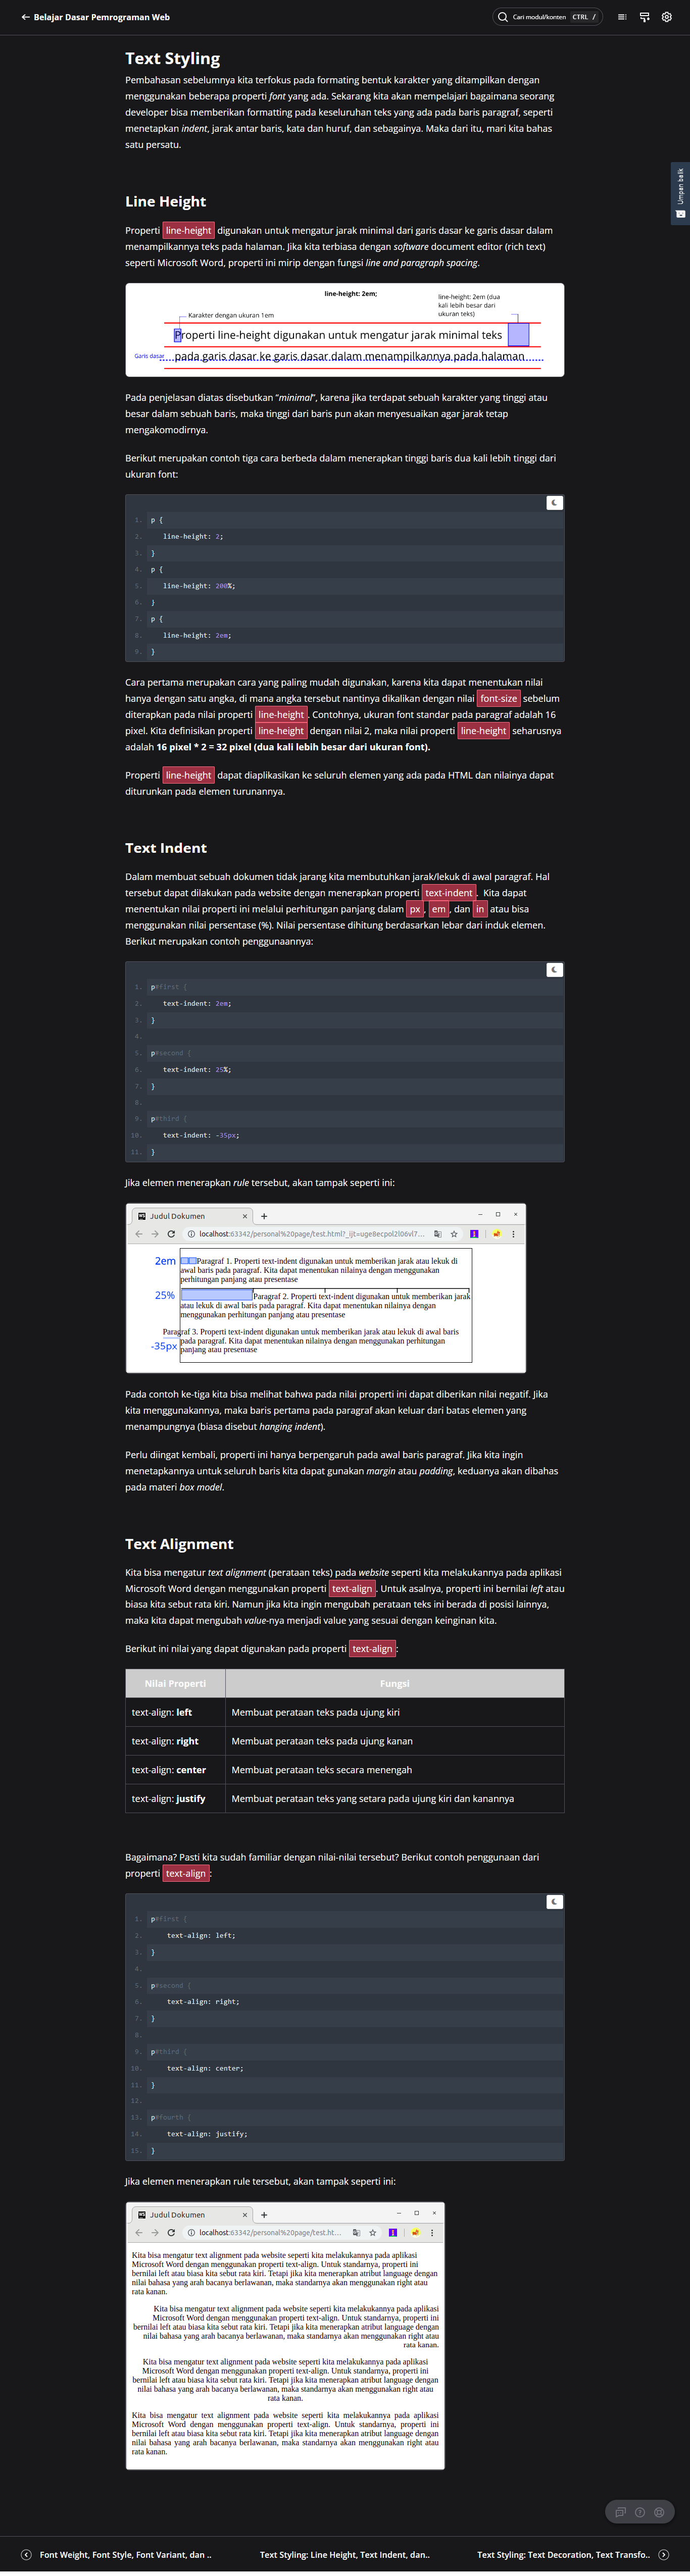 Belajar Dasar Pemrograman Web
Cari modul/konten CTRL /
Umpan balik
Text Styling
Pembahasan sebelumnya kita terfokus pada formating bentuk karakter yang ditampilkan dengan
menggunakan beberapa properti font yang ada. Sekarang kita akan mempelajari bagaimana seorang
developer bisa memberikan formatting pada keseluruhan teks yang ada pada baris paragraf, seperti
menetapkan indent, jarak antar baris, kata dan huruf, dan sebagainya. Maka dari itu, mari kita bahas
satu persatu.
Line Height
Properti line-height digunakan untuk mengatur jarak minimal dari garis dasar ke garis dasar dalam
menampilkannya teks pada halaman. Jika kita terbiasa dengan software document editor (rich text)
seperti Microsoft Word, properti ini mirip dengan fungsi line and paragraph spacing.
line-height: 2em;
line-height: 2em (dua
kali lebih besar dari
ukuran teks)
Karakter dengan ukuran 1em
Properti line-height digunakan untuk mengatur jarak minimal teks
Garis dasar
pada garis dasar ke garis dasar dalam menampilkannya pada halaman
Pada penjelasan diatas disebutkan “minimal”, karena jika terdapat sebuah karakter yang tinggi atau
besar dalam sebuah baris, maka tinggi dari baris pun akan menyesuaikan agar jarak tetap
mengakomodirnya.
Berikut merupakan contoh tiga cara berbeda dalam menerapkan tinggi baris dua kali lebih tinggi dari
ukuran font:
1. p {
2. line-height: 2;
3. }
4. p {
5. line-height: 200%;
6. }
7. p {
8. line-height: 2em;
9. }
Cara pertama merupakan cara yang paling mudah digunakan, karena kita dapat menentukan nilai
hanya dengan satu angka, di mana angka tersebut nantinya dikalikan dengan nilai font-size sebelum
diterapkan pada nilai properti line-height. Contohnya, ukuran font standar pada paragraf adalah 16
pixel. Kita definisikan properti line-height dengan nilai 2, maka nilai properti line-height seharusnya
adalah 16 pixel * 2 = 32 pixel (dua kali lebih besar dari ukuran font).
Properti line-height dapat diaplikasikan ke seluruh elemen yang ada pada HTML dan nilainya dapat
diturunkan pada elemen turunannya.
Text Indent
Dalam membuat sebuah dokumen tidak jarang kita membutuhkan jarak/lekuk di awal paragraf. Hal
tersebut dapat dilakukan pada website dengan menerapkan properti text-indent. Kita dapat
menentukan nilai properti ini melalui perhitungan panjang dalam px, em, dan in atau bisa
menggunakan nilai persentase (%). Nilai persentase dihitung berdasarkan lebar dari induk elemen.
Berikut merupakan contoh penggunaannya:
1. p#first {
2. text-indent: 2em;
3. }
4.
5. p#second {
6. text-indent: 25%;
7. }
8.
9. p#third {
10. text-indent: -35px;
11. }
Jika elemen menerapkan rule tersebut, akan tampak seperti ini:
Judul Dokumen
localhost:63342/personal%20page/test.html?_ijt=uge8ecpol2l06vl7...
2em
Paragraf 1. Properti text-indent digunakan untuk memberikan jarak atau lekuk di
awal baris pada paragraf. Kita dapat menentukan nilainya dengan menggunakan
perhitungan panjang atau presentase
25%
Paragraf 2. Properti text-indent digunakan untuk memberikan jarak
atau lekuk di awal baris pada paragraf. Kita dapat menentukan nilainya dengan
menggunakan perhitungan panjang atau presentase
Paragraf 3. Properti text-indent digunakan untuk memberikan jarak atau lekuk di awal baris
pada paragraf. Kita dapat menentukan nilainya dengan menggunakan perhitungan
-35px
panjang atau presentase
Pada contoh ke-tiga kita bisa melihat bahwa pada nilai properti ini dapat diberikan nilai negatif. Jika
kita menggunakannya, maka baris pertama pada paragraf akan keluar dari batas elemen yang
menampungnya (biasa disebut hanging indent).
Perlu diingat kembali, properti ini hanya berpengaruh pada awal baris paragraf. Jika kita ingin
menetapkannya untuk seluruh baris kita dapat gunakan margin atau padding, keduanya akan dibahas
pada materi box model.
Text Alignment
Kita bisa mengatur text alignment (perataan teks) pada website seperti kita melakukannya pada aplikasi
Microsoft Word dengan menggunakan properti text-align. Untuk asalnya, properti ini bernilai left atau
biasa kita sebut rata kiri. Namun jika kita ingin mengubah perataan teks ini berada di posisi lainnya,
maka kita dapat mengubah value-nya menjadi value yang sesuai dengan keinginan kita.
Berikut ini nilai yang dapat digunakan pada properti text-align:
Nilai Properti Fungsi
text-align: left Membuat perataan teks pada ujung kiri
text-align: right Membuat perataan teks pada ujung kanan
text-align: center Membuat perataan teks secara menengah
text-align: justify Membuat perataan teks yang setara pada ujung kiri dan kanannya
Bagaimana? Pasti kita sudah familiar dengan nilai-nilai tersebut? Berikut contoh penggunaan dari
properti text-align:
1. p#first {
2. text-align: left;
3. }
4.
5. p#second {
6. text-align: right;
7. }
8.
9. p#third {
10. text-align: center;
11. }
12.
13. p#fourth {
14. text-align: justify;
15. }
Jika elemen menerapkan rule tersebut, akan tampak seperti ini:
Judul Dokumen
localhost:63342/personal%20page/test.ht...
Kita bisa mengatur text alignment pada website seperti kita melakukannya pada aplikasi
Microsoft Word dengan menggunakan properti text-align. Untuk standarnya, properti ini
bernilai left atau biasa kita sebut rata kiri. Tetapi jika kita menerapkan atribut language dengan
nilai bahasa yang arah bacanya berlawanan, maka standarnya akan menggunakan right atau
rata kanan.
Kita bisa mengatur text alignment pada website seperti kita melakukannya pada aplikasi
Microsoft Word dengan menggunakan properti text-align. Untuk standarnya, properti ini
bernilai left atau biasa kita sebut rata kiri. Tetapi jika kita menerapkan atribut language dengan
nilai bahasa yang arah bacanya berlawanan, maka standarnya akan menggunakan right atau
rata kanan.
Kita bisa mengatur text alignment pada website seperti kita melakukannya pada aplikasi
Microsoft Word dengan menggunakan properti text-align. Untuk standarnya, properti ini
bernilai left atau biasa kita sebut rata kiri. Tetapi jika kita menerapkan atribut language dengan
nilai bahasa yang arah bacanya berlawanan, maka standarnya akan menggunakan right atau
rata kanan.
Kita bisa mengatur text alignment pada website seperti kita melakukannya pada aplikasi
Microsoft Word dengan menggunakan properti text-align. Untuk standarnya, properti ini
bernilai left atau biasa kita sebut rata kiri. Tetapi jika kita menerapkan atribut language dengan
nilai bahasa yang arah bacanya berlawanan, maka standarnya akan menggunakan right atau
rata kanan.
Font Weight, Font Style, Font Variant, dan ..
Text Styling: Line Height, Text Indent, dan..
Text Styling: Text Decoration, Text Transfo..